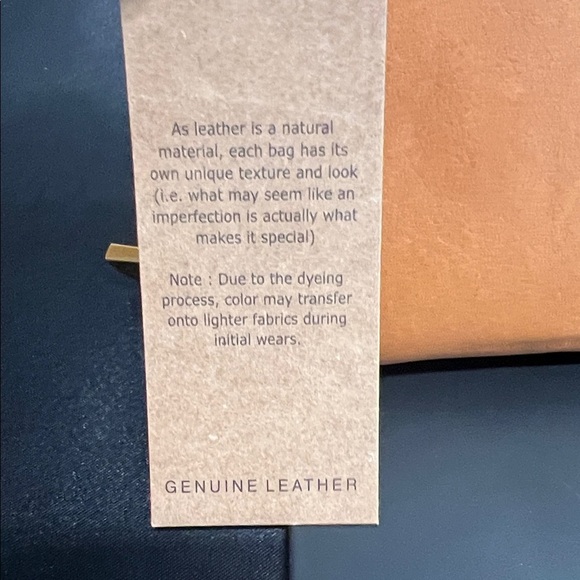 As leather is a natural
material, each bag has its
own unique texture and look
(i.e. what may seem like an
imperfection is actually what
makes it special)
Note : Due to the dyeing
process, color may transfer
onto lighter fabrics during
initial wears.
GENUINE LEATHER